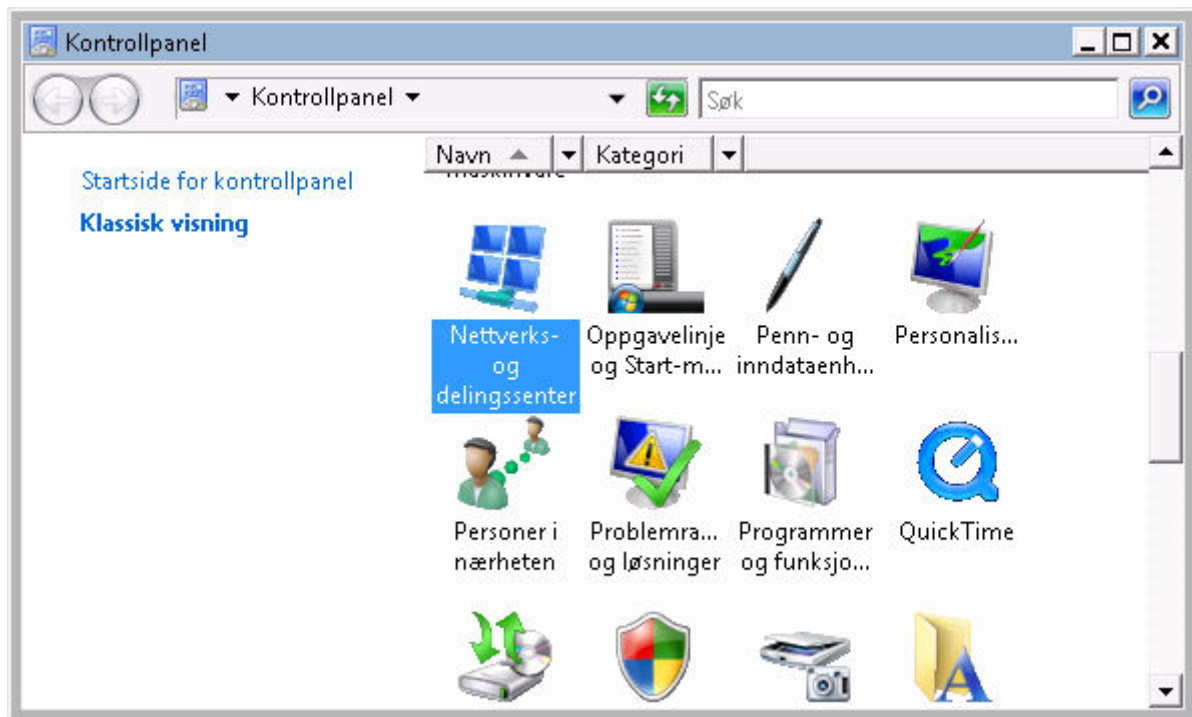 Kontrollpanel
Kontrollpanel
Søk
Navn Kategori
Startside for kontrollpanel
Klassisk visning
maskinvare
Nettverks-
og
delingssenter
Oppgavelinje
og Start-m...
Penn- og
inndataenh...
Personalis...
Personer i
nærheten
Problemra...
og løsninger
Programmer
og funksjo...
QuickTime